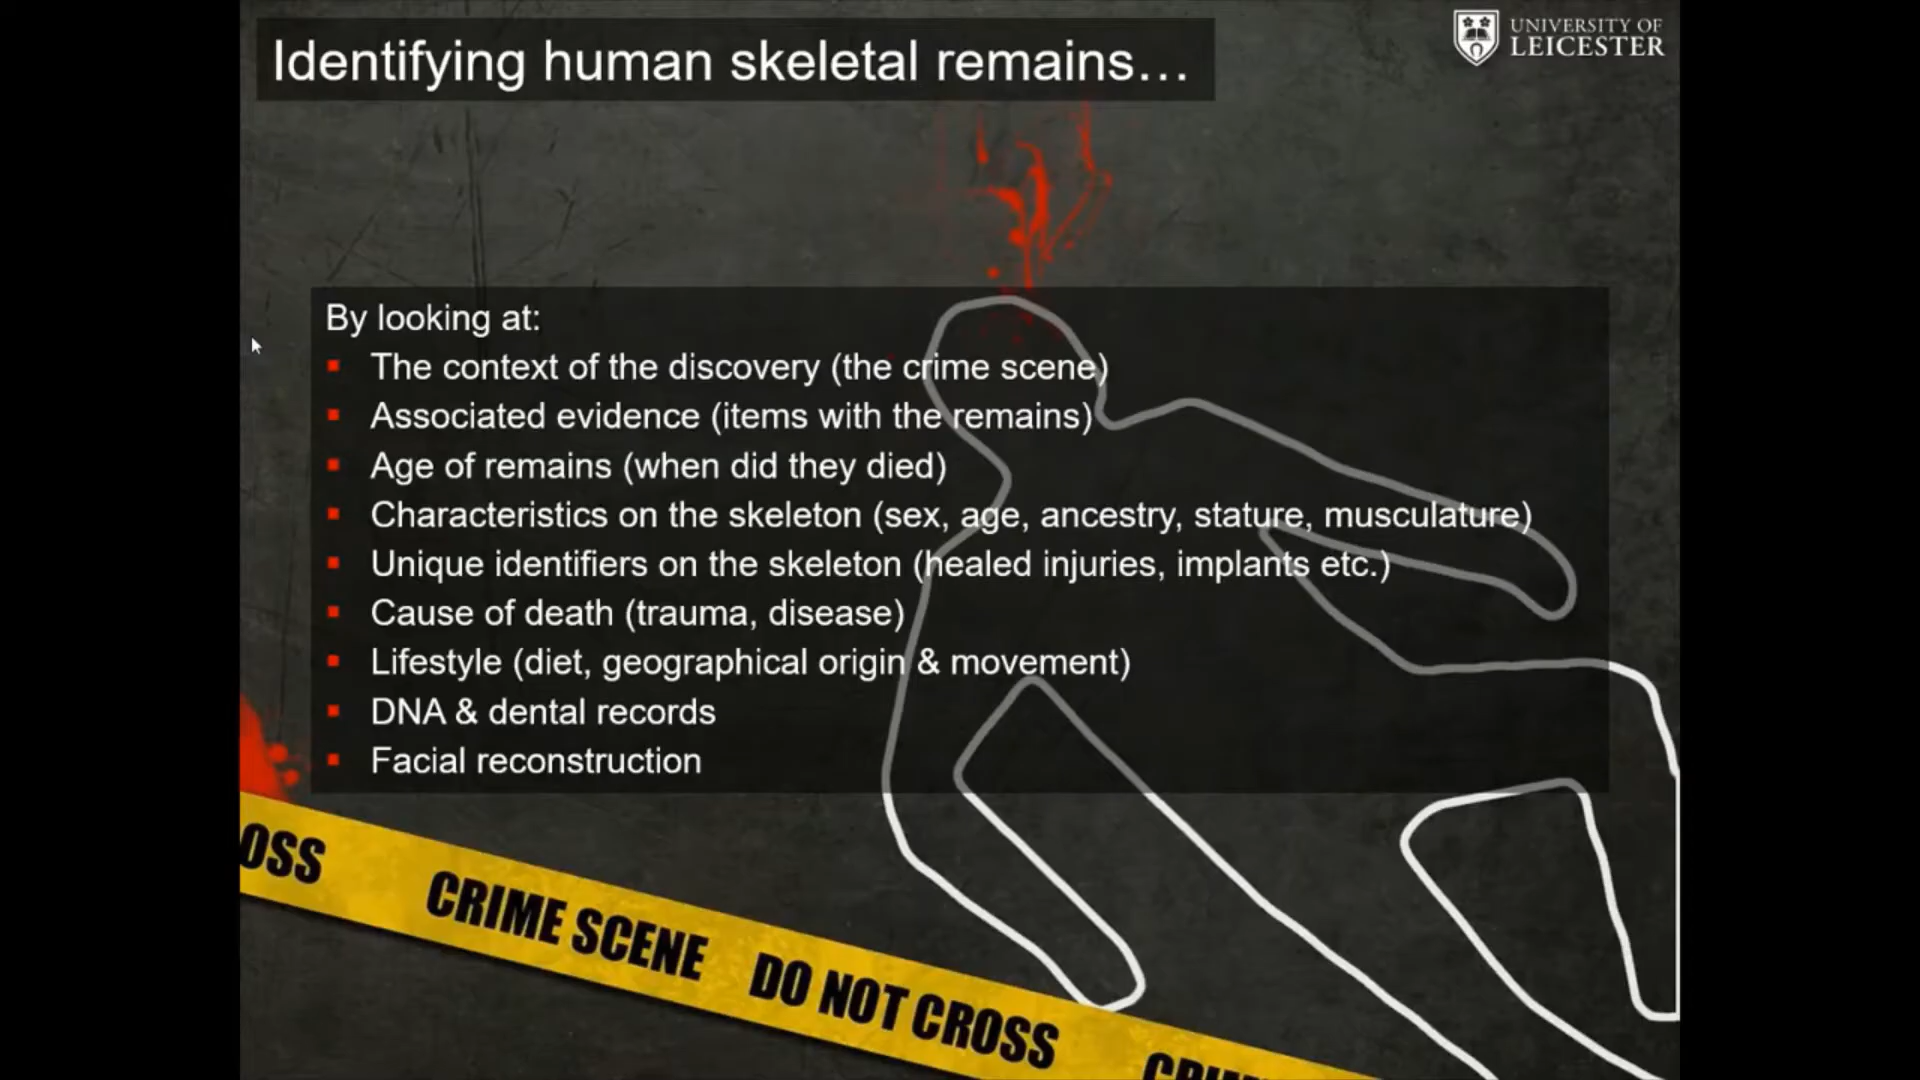 Identifying human skeletal remains…
UNIVERSITY OF
LEICESTER
By looking at:
▪ The context of the discovery (the crime scene)
▪ Associated evidence (items with the remains)
▪ Age of remains (when did they died)
▪ Characteristics on the skeleton (sex, age, ancestry, stature, musculature)
▪ Unique identifiers on the skeleton (healed injuries, implants etc.)
▪ Cause of death (trauma, disease)
▪ Lifestyle (diet, geographical origin & movement)
▪ DNA & dental records
▪ Facial reconstruction
OSS CRIME SCENE DO NOT CROSS